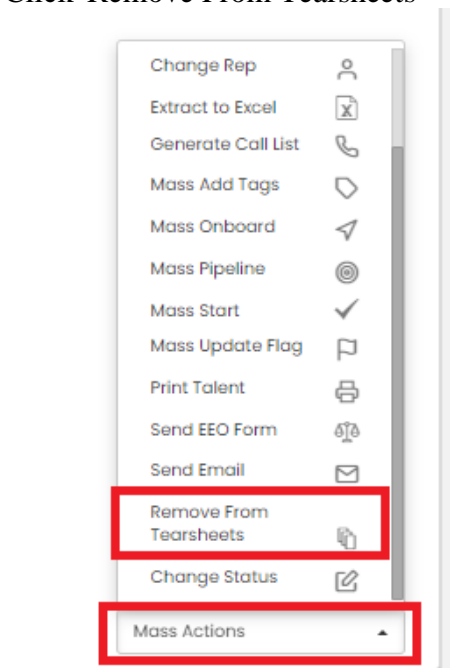 Click 'Remove From Tearsheets'
Change Rep
Extract to Excel
Generate Call List
Mass Add Tags
Mass Onboard
Mass Pipeline
Mass Start
Mass Update Flag
Print Talent
Send EEO Form
Send Email
Remove From
Tearsheets
Change Status
Mass Actions